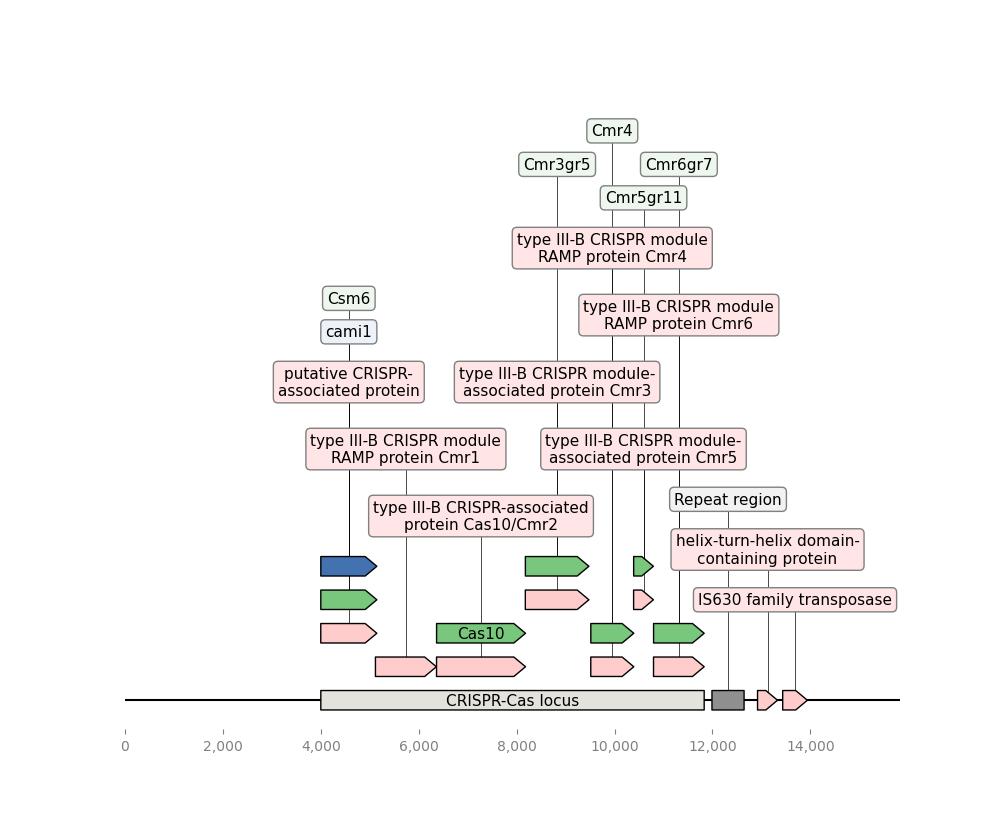 Cmr4
Cmr3gr5
Cmr6gr7
Cmr5gr11
type III-B CRISPR module
RAMP protein Cmr4
Csm6
type III-B CRISPR module
RAMP protein Cmr6
cami1
putative CRISPR-
associated protein
type III-B CRISPR module-
associated protein Cmr3
type III-B CRISPR module
RAMP protein Cmr1
type III-B CRISPR module-
associated protein Cmr5
Repeat region
type III-B CRISPR-associated
protein Cas10/Cmr2
helix-turn-helix domain-
containing protein
IS630 family transposase
Cas10
CRISPR-Cas locus
0 2,000 4,000 6,000 8,000 10,000 12,000 14,000